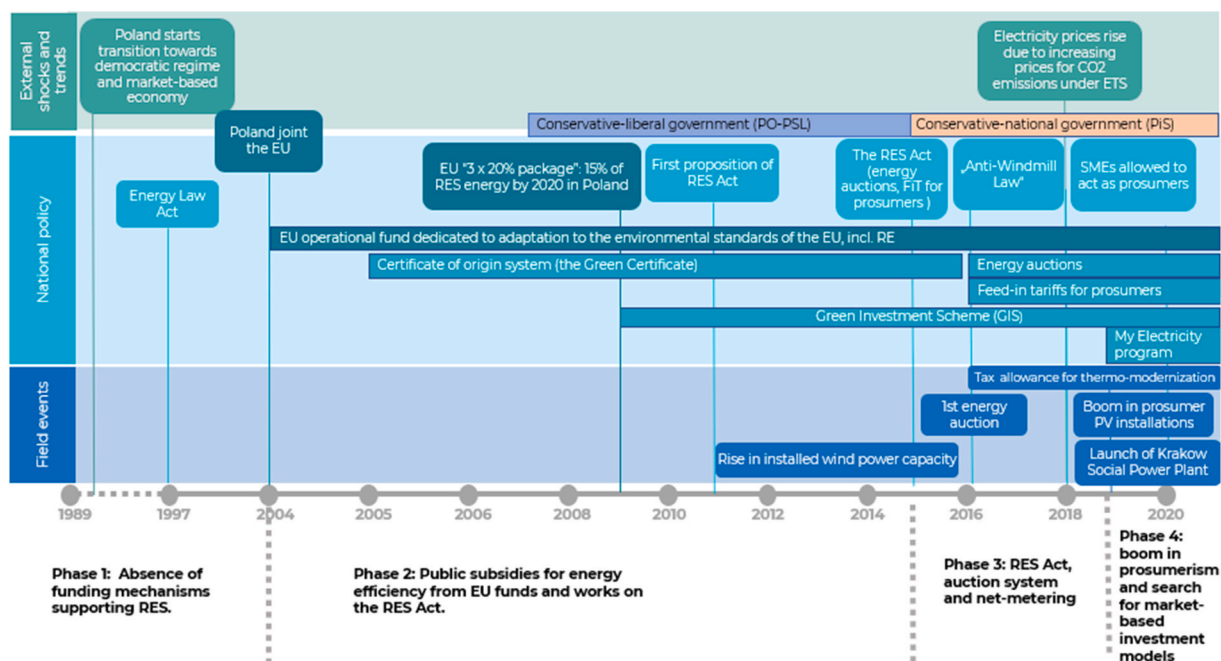 External
shocks and
trends
Poland starts
transition towards
democratic regime
and market-based
economy
Electricity prices rise
due to increasing
prices for CO2
emissions under ETS
Conservative-liberal government (PO-PSL)
Conservative-national government (PiS)
National policy
Poland joint
the EU
Energy Law
Act
EU "3 x 20% package": 15% of
RES energy by 2020 in Poland
First proposition of
RES Act
The RES Act
(energy
auctions, FiT for
prosumers )
„Anti-Windmill
Law"
SMEs allowed to
act as prosumers
EU operational fund dedicated to adaptation to the environmental standards of the EU, incl. RE
Certificate of origin system (the Green Certificate)
Energy auctions
Feed-in tariffs for prosumers
Green Investment Scheme (GIS)
My Electricity
program
Field events
Tax allowance for thermo-modernization
1st energy
auction
Boom in prosumer
PV installations
Rise in installed wind power capacity
Launch of Krakow
Social Power Plant
1989
1997
2004
2005
2006
2008
2010
2012
2014
2016
2018
2020
Phase 1: Absence of
funding mechanisms
supporting RES.
Phase 2: Public subsidies for energy
efficiency from EU funds and works on
the RES Act.
Phase 3: RES Act,
auction system
and net-metering
Phase 4:
boom in
prosumerism
and search
for market-
based
investment
models